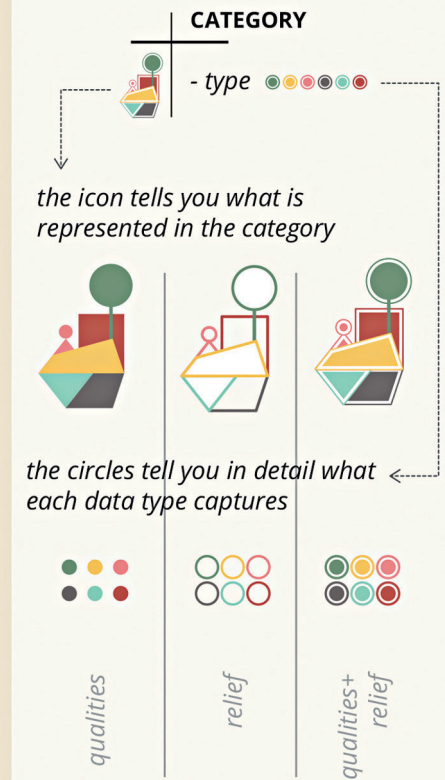 CATEGORY
- type
the icon tells you what is
represented in the category
the circles tell you in detail what
each data type captures
qualities
relief
qualities+
relief